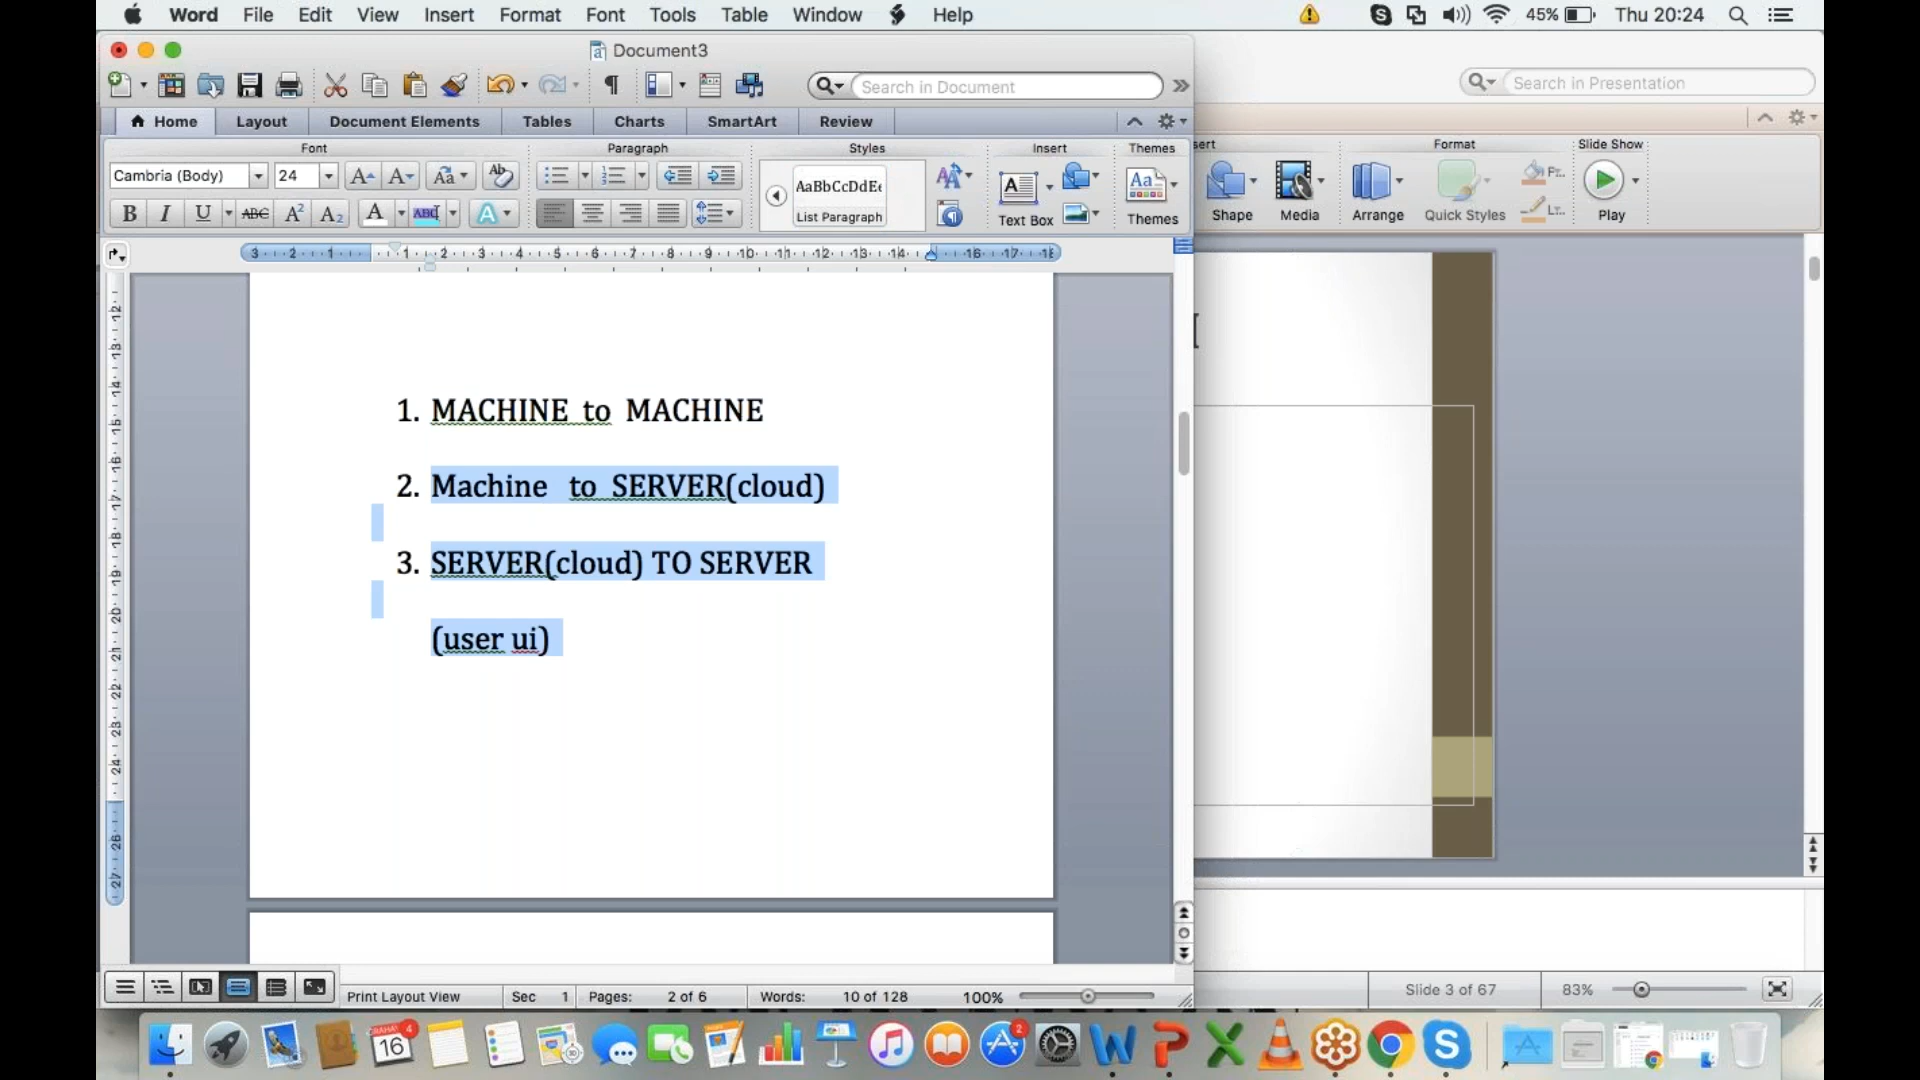 Word File Edit View Insert Format Font Tools Table Window Help 45% Thu 20:24
Document3
Search in Document
Search in Presentation
Home Layout Document Elements Tables Charts SmartArt Review
Font Paragraph Styles Insert Themes
sert Format Slide Show
Cambria (Body) 24
AaBbCcDdEe
List Paragraph
Text Box Themes
Shape Media Arrange Quick Styles Play
1. MACHINE to MACHINE
2. Machine to SERVER(cloud)
3. SERVER(cloud) TO SERVER
(user ui)
Print Layout View Sec 1 Pages: 2 of 6 Words: 10 of 128 100%
Slide 3 of 67 83%
16